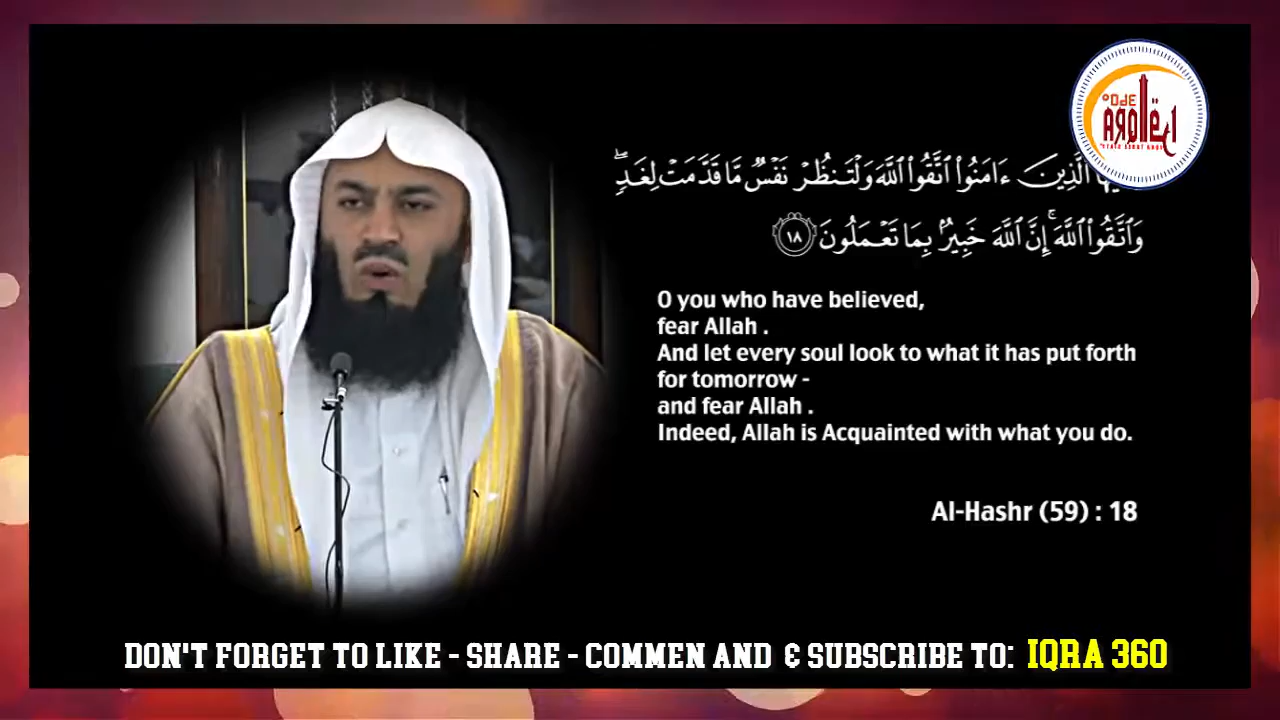 الَّذِينَ ءَامَنُوا۟ ٱتَّقُوا۟ ٱللَّهَ وَلْتَنظُرْ نَفْسٌ مَّا قَدَّمَتْ لِغَدٍ ۖ
وَٱتَّقُوا۟ ٱللَّهَ ۚ إِنَّ ٱللَّهَ خَبِيرٌۢ بِمَا تَعْمَلُونَ ١٨
O you who have believed,
fear Allah .
And let every soul look to what it has put forth
for tomorrow -
and fear Allah .
Indeed, Allah is Acquainted with what you do.
Al-Hashr (59) : 18
DON'T FORGET TO LIKE - SHARE - COMMEN AND & SUBSCRIBE TO: IQRA 360